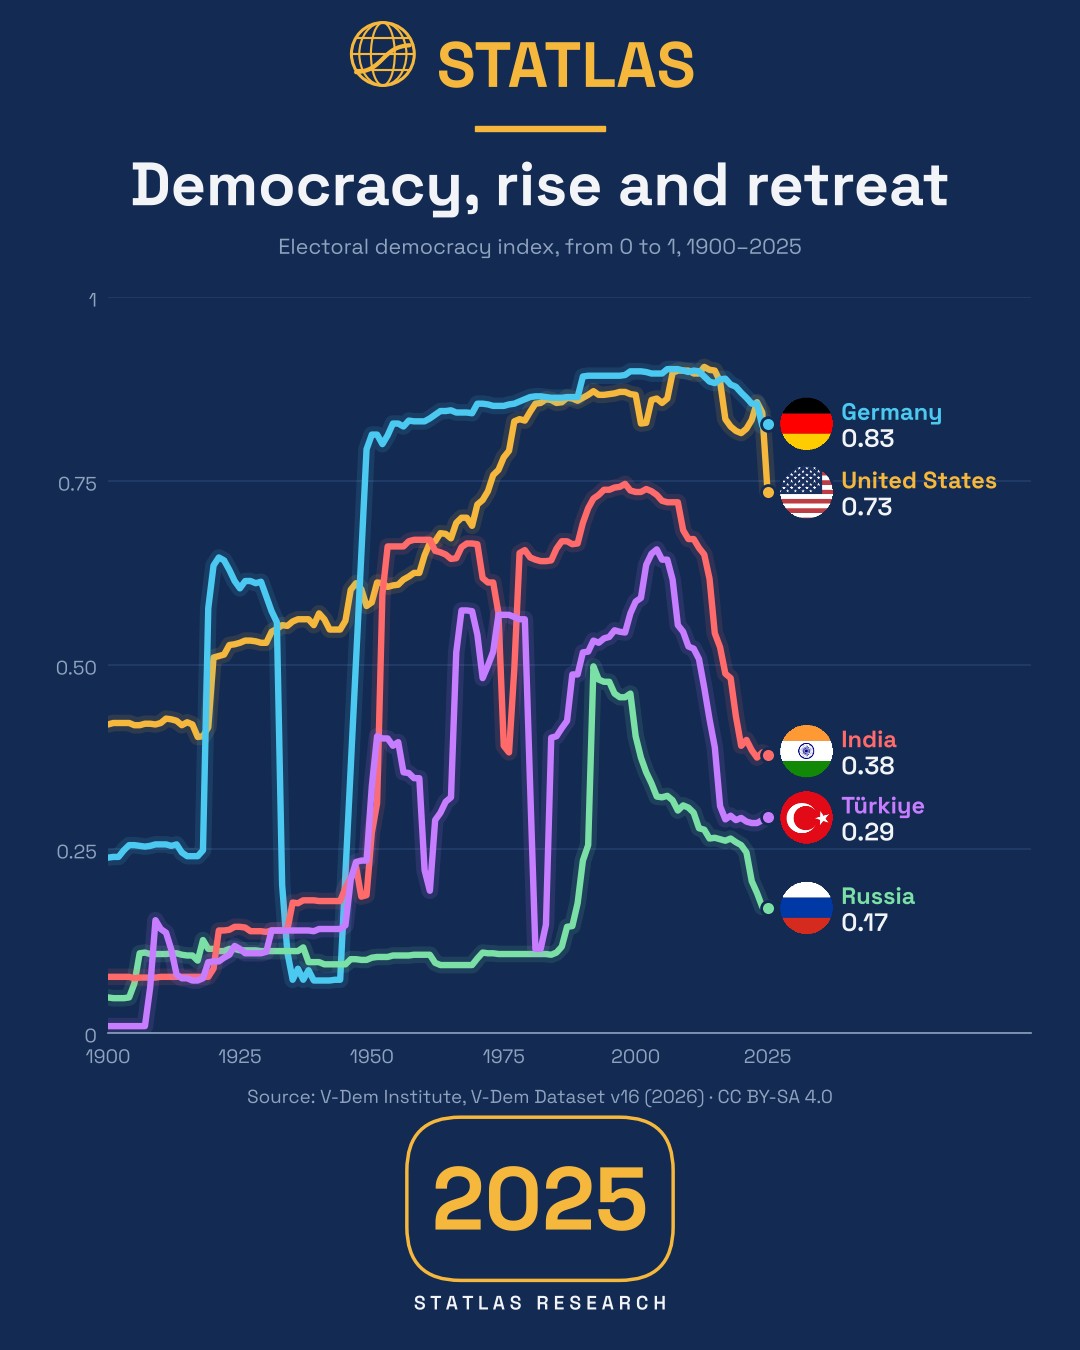 STATLAS
Democracy, rise and retreat
Electoral democracy index, from 0 to 1, 1900–2025
1
0.75
0.50
0.25
0
Germany
0.83
United States
0.73
India
0.38
Türkiye
0.29
Russia
0.17
1900 1925 1950 1975 2000 2025
Source: V-Dem Institute, V-Dem Dataset v16 (2026) · CC BY-SA 4.0
2025
STATLAS RESEARCH